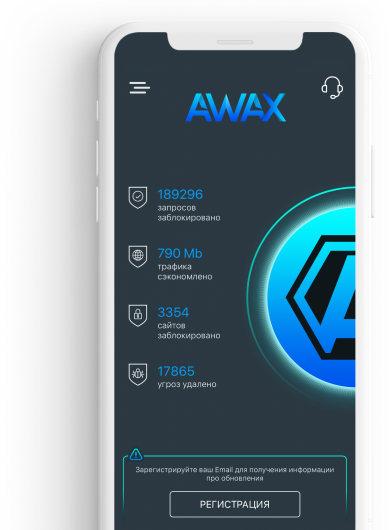 AWAX
189296
запросов
заблокировано
790 Mb
трафика
сэкономлено
3354
сайтов
заблокировано
17865
угроз удалено
Зарегистрируйте ваш Email для получения информации
про обновления
РЕГИСТРАЦИЯ